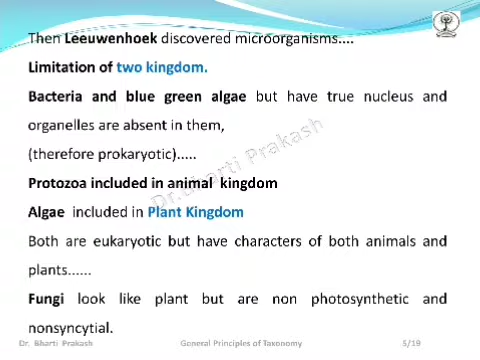 Then Leeuwenhoek discovered microorganisms....
Limitation of two kingdom.
Bacteria and blue green algae but have true nucleus and
organelles are absent in them,
(therefore prokaryotic).....
Dr. Bharti Prakash
Protozoa included in animal kingdom
Algae included in Plant Kingdom
Both are eukaryotic but have characters of both animals and
plants......
Fungi look like plant but are non photosynthetic and
nonsyncytial.
Dr. Bharti Prakash General Principles of Taxonomy 5/19